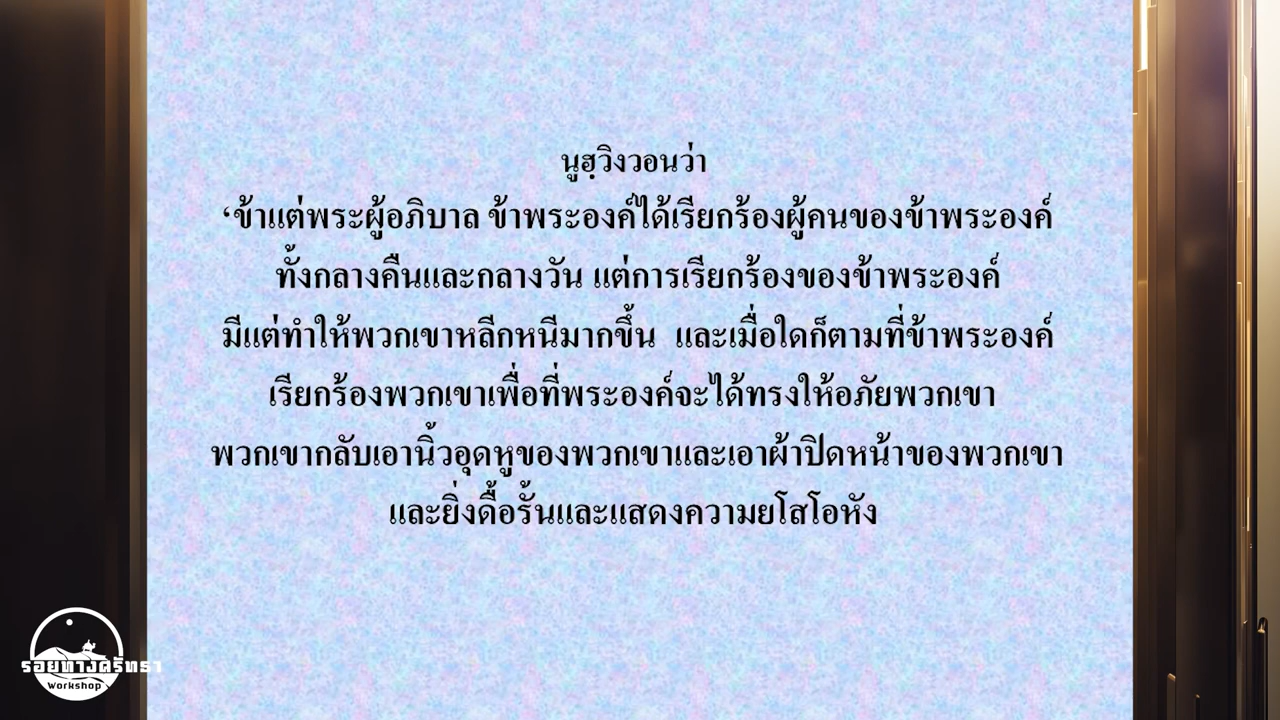 นูฮฺวิงวอนว่า
‘ข้าแต่พระผู้อภิบาล ข้าพระองค์ได้เรียกร้องผู้คนของข้าพระองค์
ทั้งกลางคืนและกลางวัน แต่การเรียกร้องของข้าพระองค์
มีแต่ทำให้พวกเขาหลีกหนีมากขึ้น  และเมื่อใดก็ตามที่ข้าพระองค์
เรียกร้องพวกเขาเพื่อที่พระองค์จะได้ทรงให้อภัยพวกเขา
พวกเขากลับเอานิ้วอุดหูของพวกเขาและเอาผ้าปิดหน้าของพวกเขา
และยิ่งดื้อรั้นและแสดงความยโสโอหัง
รอยทางศรัทธา
workshop